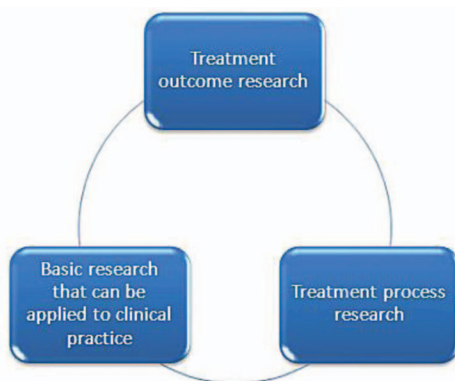 Treatment
outcome research
Basic research
that can be
applied to clinical
practice
Treatment process
research